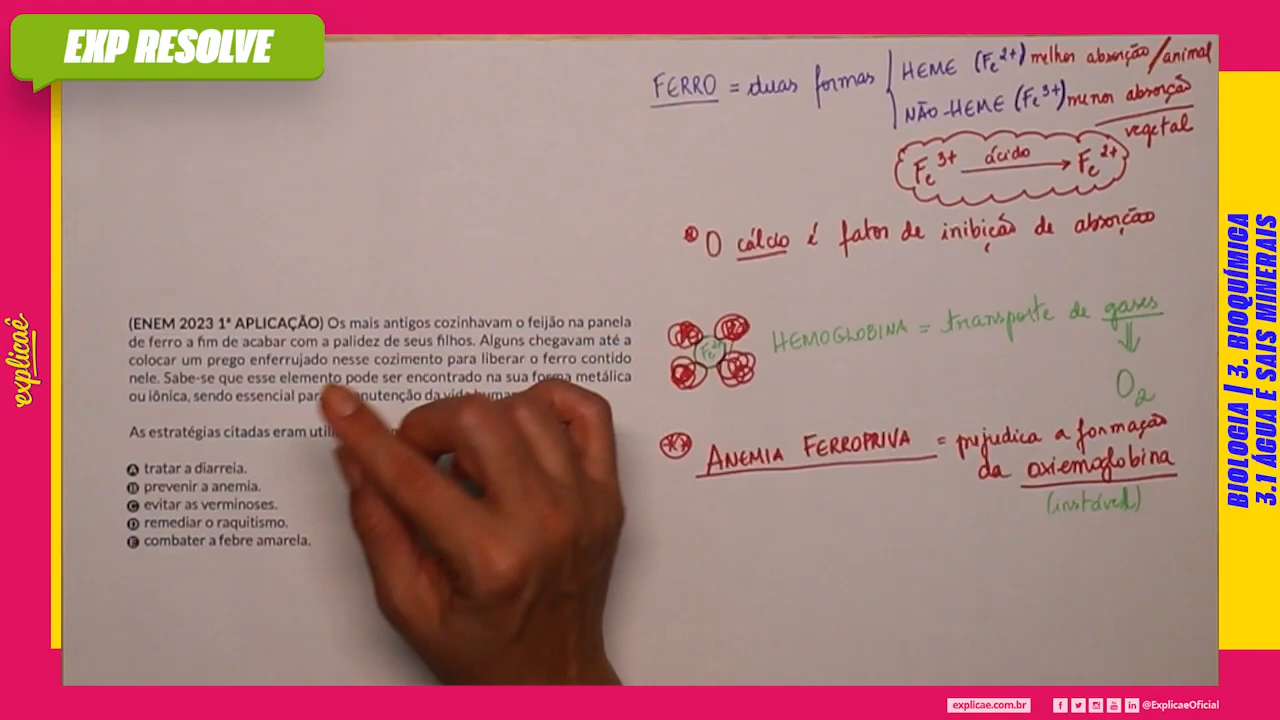 EXP RESOLVE
FERRO = duas formas
HEME (Fe²⁺) melhor absorção/animal
NÃO-HEME (Fe³⁺) menor absorção
vegetal
Fe³⁺ ácido Fe²⁺
O cálcio é fator de inibição de absorção
Fe²⁺
HEMOGLOBINA = transporte de gases
O₂
ANEMIA FERROPRIVA = prejudica a formação
da oxiemoglobina
(instável)
(ENEM 2023 1ª APLICAÇÃO) Os mais antigos cozinhavam o feijão na panela
de ferro a fim de acabar com a palidez de seus filhos. Alguns chegavam até a
colocar um prego enferrujado nesse cozimento para liberar o ferro contido
nele. Sabe-se que esse elemento pode ser encontrado na sua forma metálica
ou iônica, sendo essencial da vida
As estratégias citadas eram
A tratar a diarreia.
B prevenir a anemia.
C evitar as verminoses.
D remediar o raquitismo.
E combater a febre amarela.
explicaê
BIOLOGIA | 3. BIOQUÍMICA
3.1 ÁGUA E SAIS MINERAIS
explicae.com.br
@ExplicaeOficial